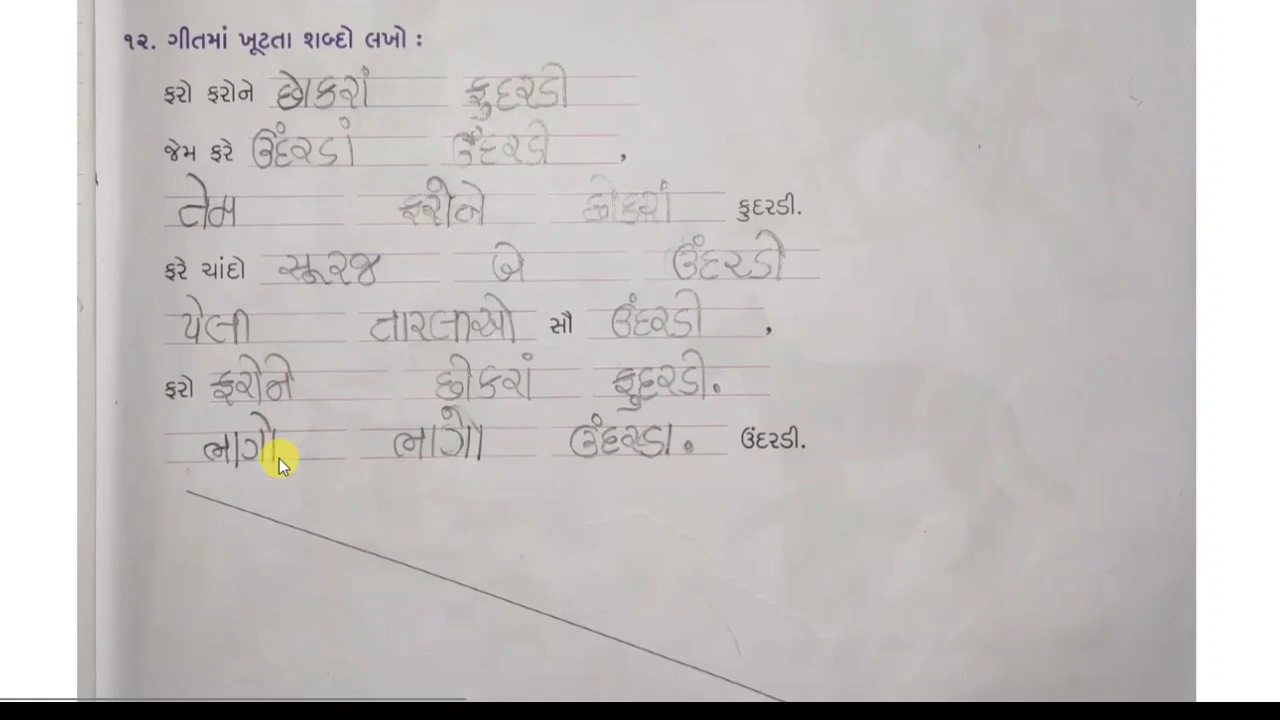 ૧૨. ગીતમાં ખૂટતા શબ્દો લખો :
ફરો ફરોને છોકરાં ફુદરડી
જેમ ફરે ઉંદરડાં ઉંદરડી ,
તેમ ફરીને છોકરાં ફુદરડી.
ફરે ચાંદો સૂરજ બે ઉંદરડી
પેલી તારલાઓ સૌ ઉંદરડી ,
ફરો ફરોને છોકરાં ફુદરડી.
ભાગો ભાગો ઉંદરડા. ઉંદરડી.